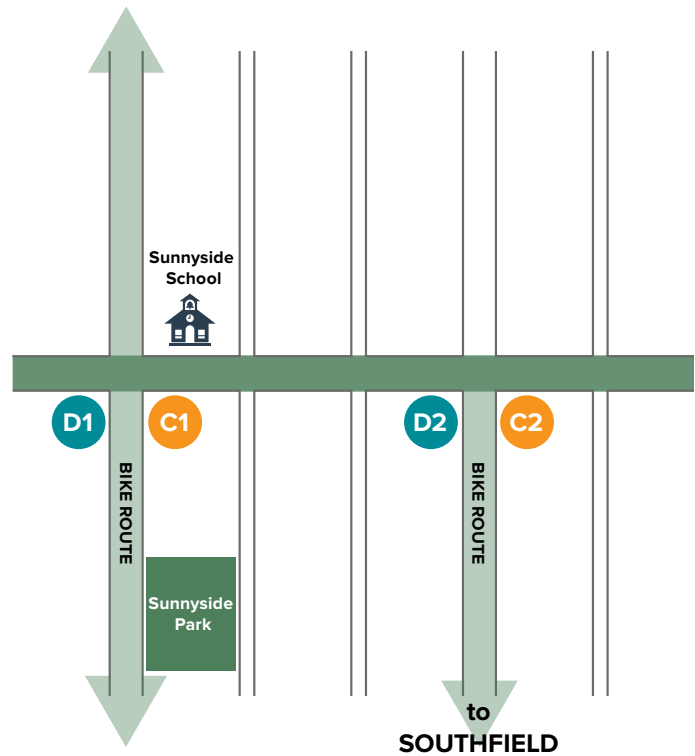 Sunnyside
School
D1
C1
D2
C2
BIKE ROUTE
BIKE ROUTE
Sunnyside
Park
to
SOUTHFIELD